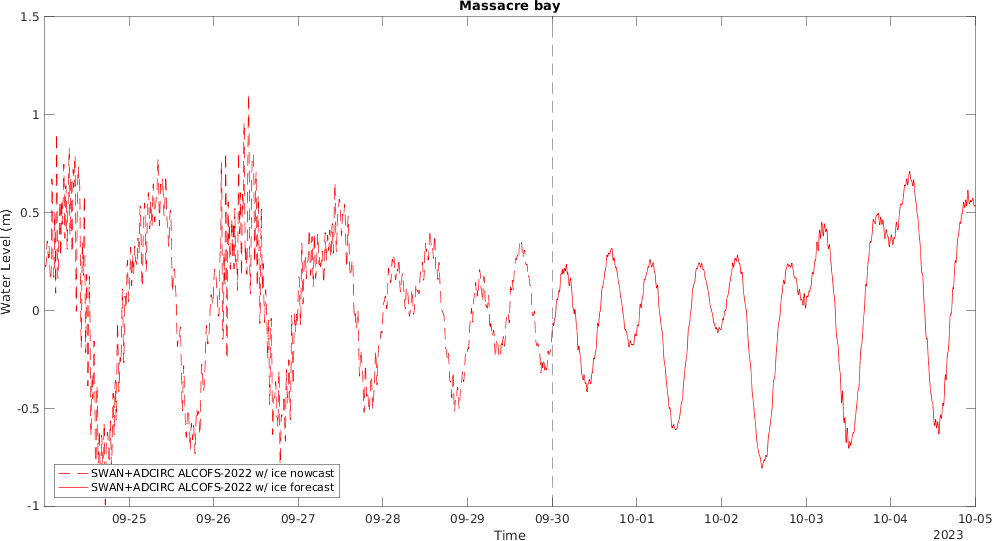 Massacre bay
1.5
1
0.5
0
-0.5
-1
Water Level (m)
SWAN+ADCIRC ALCOFS-2022 w/ ice nowcast
SWAN+ADCIRC ALCOFS-2022 w/ ice forecast
09-25 09-26 09-27 09-28 09-29 09-30 10-01 10-02 10-03 10-04 10-05
Time
2023